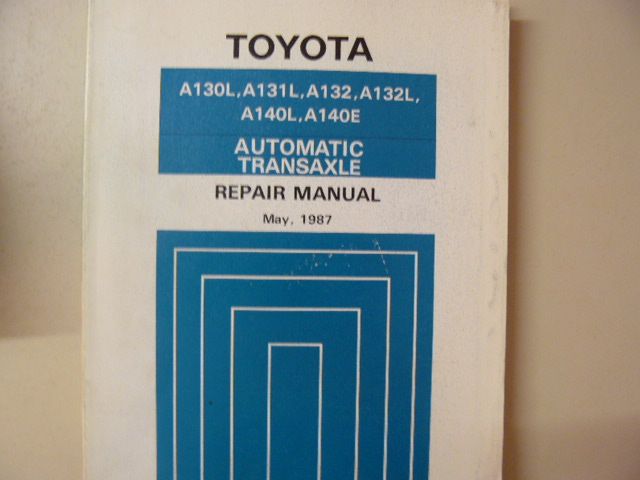 TOYOTA
A130L, A131L, A132, A132L,
A140L, A140E
AUTOMATIC
TRANSAXLE
REPAIR MANUAL
May, 1987